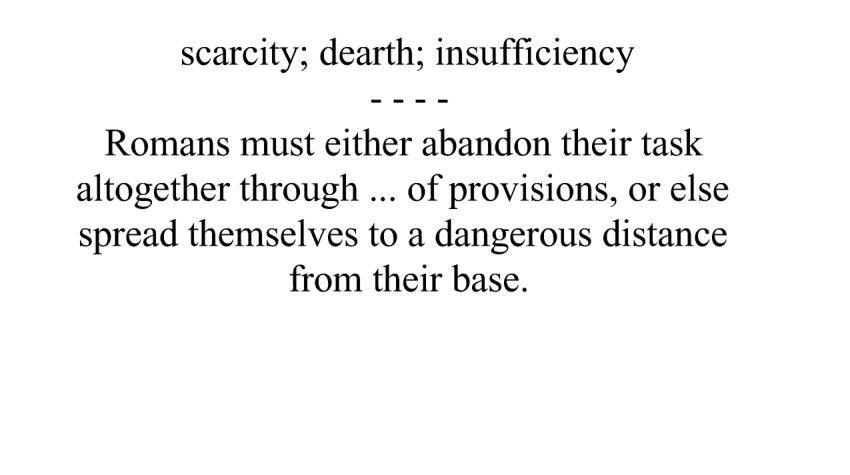 scarcity; dearth; insufficiency
- - - -
Romans must either abandon their task
altogether through ... of provisions, or else
spread themselves to a dangerous distance
from their base.